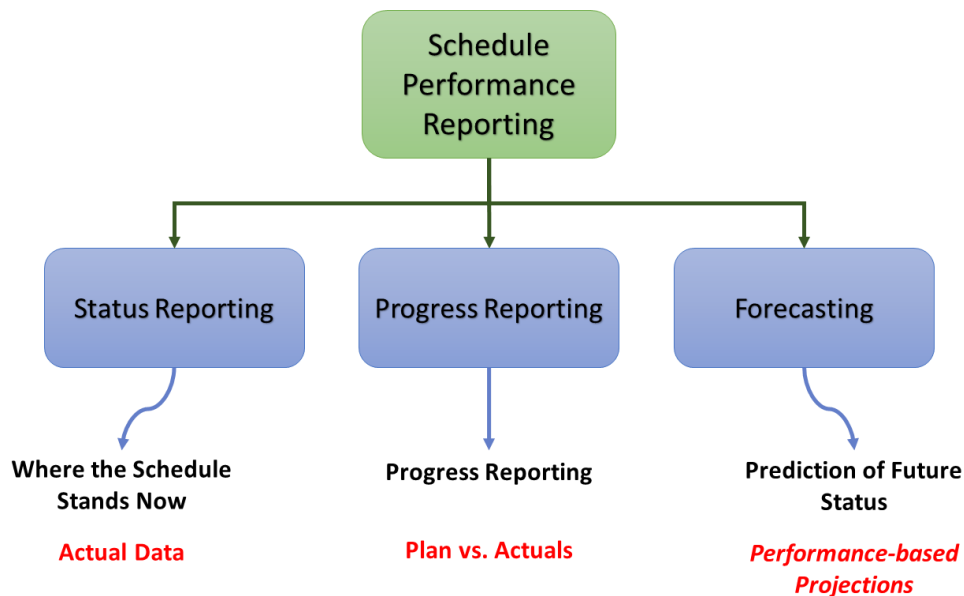 Schedule
Performance
Reporting
Status Reporting
Progress Reporting
Forecasting
Where the Schedule
Stands Now
Actual Data
Progress Reporting
Plan vs. Actuals
Prediction of Future
Status
Performance-based
Projections